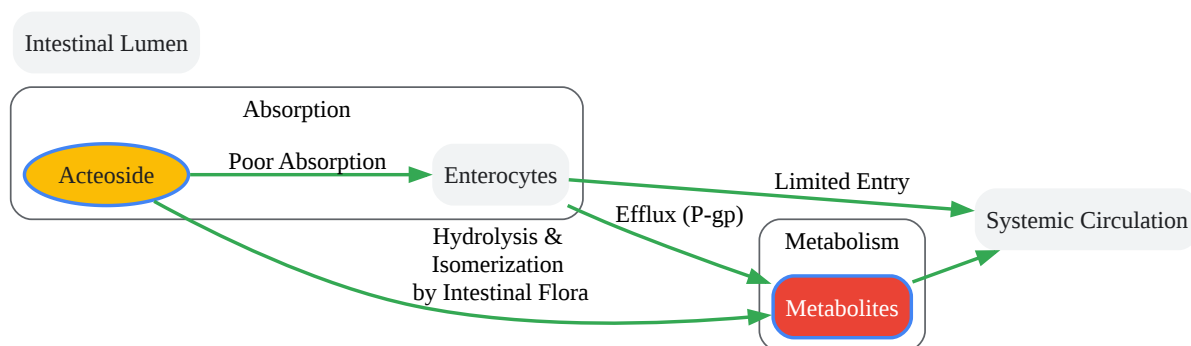 Intestinal Lumen
Absorption
Acteoside
Poor Absorption
Enterocytes
Limited Entry
Efflux (P-gp)
Systemic Circulation
Hydrolysis &
Isomerization
by Intestinal Flora
Metabolism
Metabolites